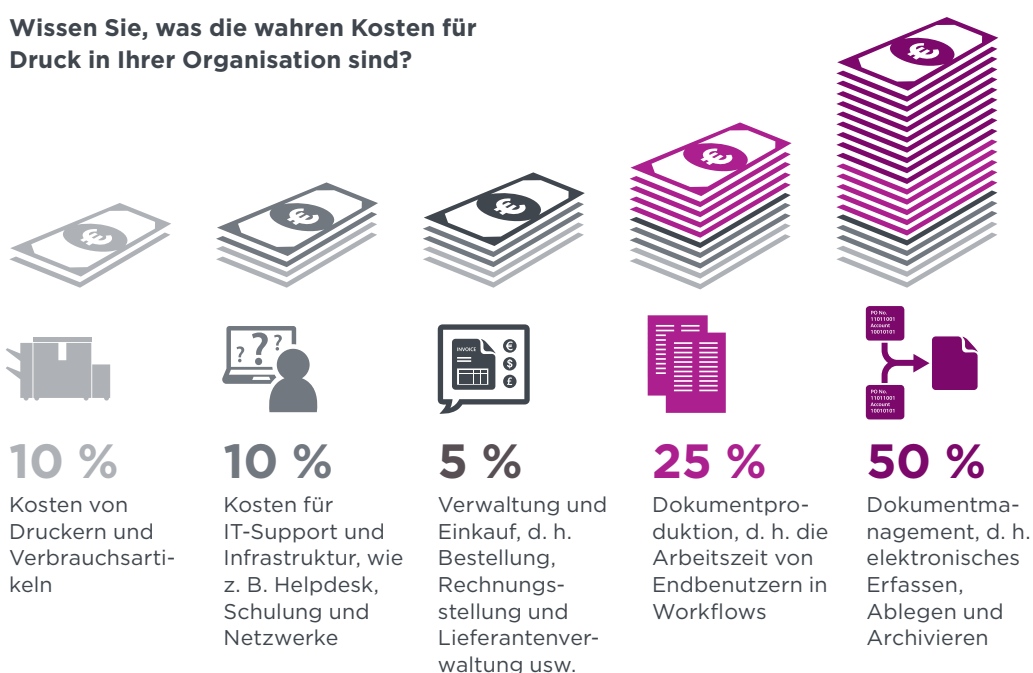 Wissen Sie, was die wahren Kosten für
Druck in Ihrer Organisation sind?
€
€
€
€
€
? ? ?
INVOICE
€
$
£
PO No.
11011001
Account
10010101
PO No.
11011001
Account
10010101
10 %
Kosten von
Druckern und
Verbrauchsarti-
keln
10 %
Kosten für
IT-Support und
Infrastruktur, wie
z. B. Helpdesk,
Schulung und
Netzwerke
5 %
Verwaltung und
Einkauf, d. h.
Bestellung,
Rechnungs-
stellung und
Lieferantenver-
waltung usw.
25 %
Dokumentpro-
duktion, d. h. die
Arbeitszeit von
Endbenutzern in
Workflows
50 %
Dokumentma-
nagement, d. h.
elektronisches
Erfassen,
Ablegen und
Archivieren